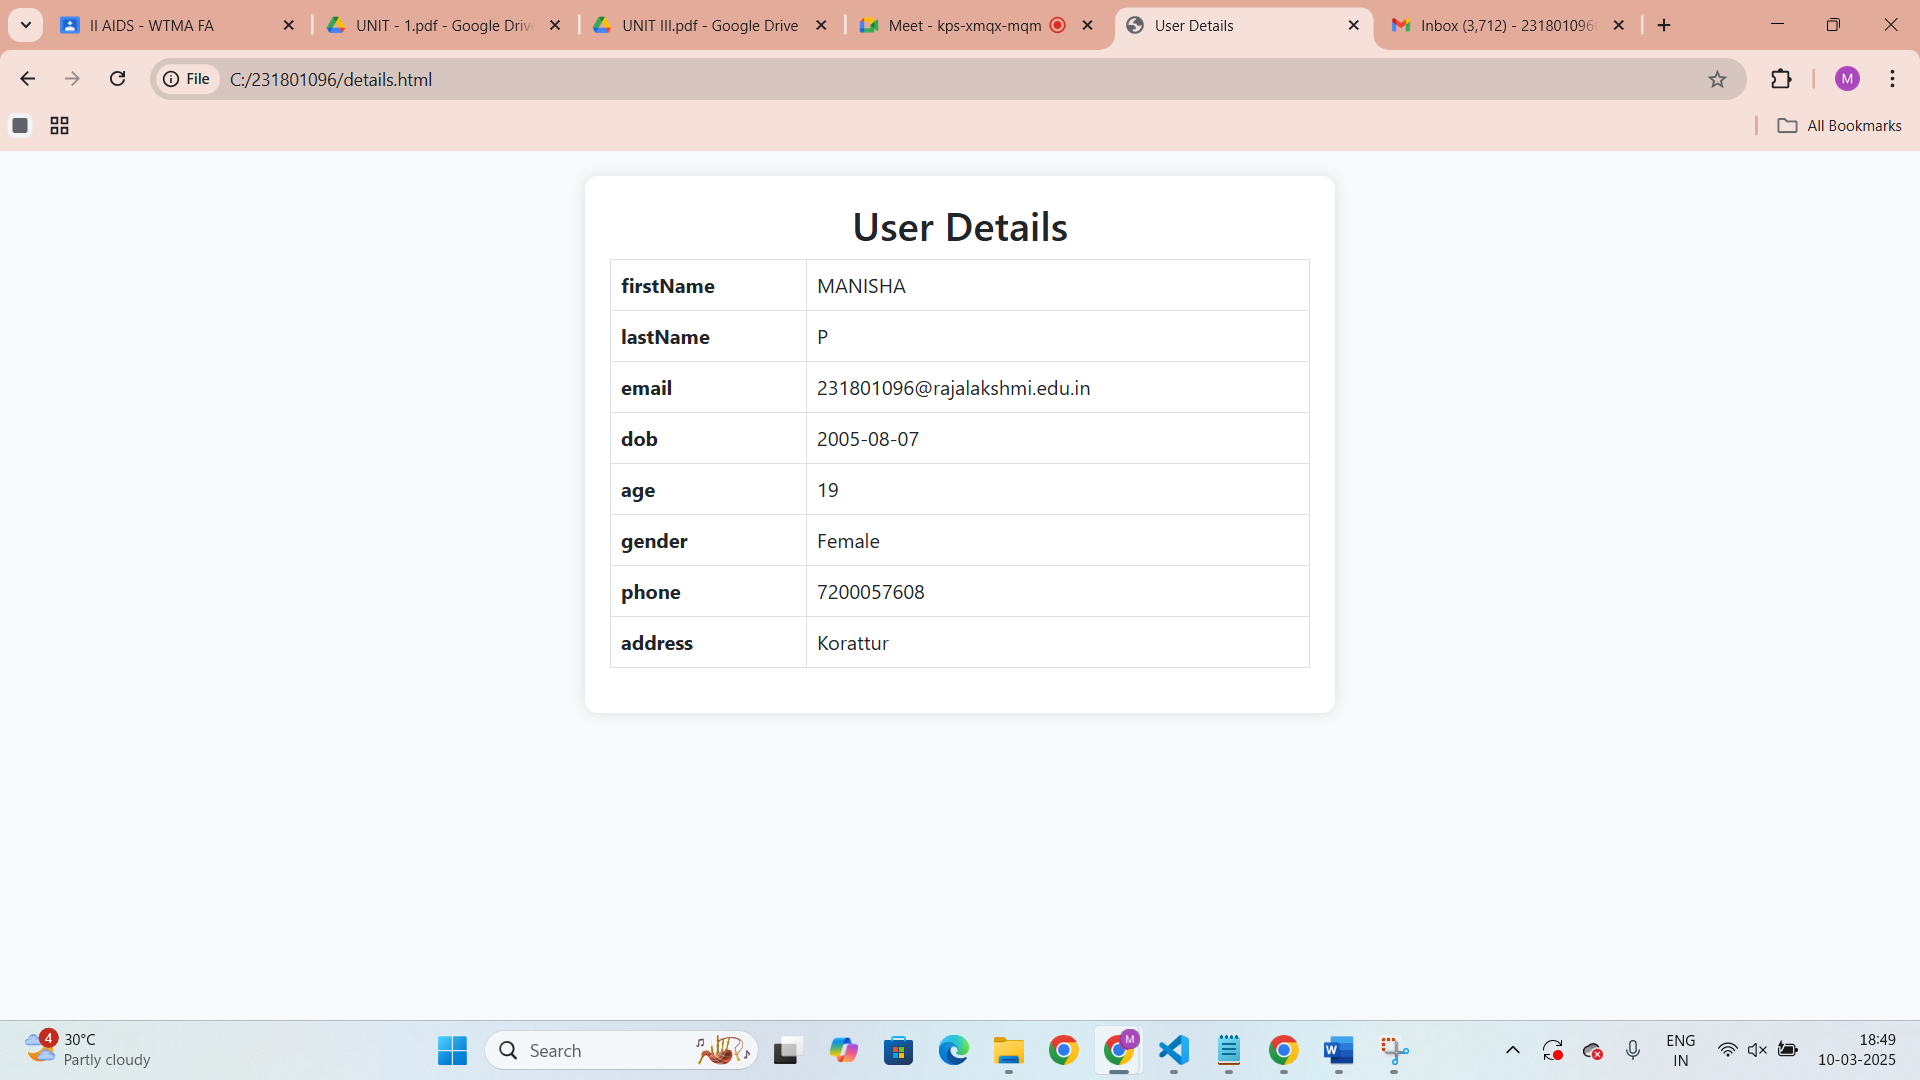 II AIDS - WTMA FA
UNIT - 1.pdf - Google Driv
UNIT III.pdf - Google Drive
Meet - kps-xmqx-mqm
User Details
Inbox (3,712) - 231801096
File
C:/231801096/details.html
M
All Bookmarks
User Details
firstName MANISHA
lastName P
email 231801096@rajalakshmi.edu.in
dob 2005-08-07
age 19
gender Female
phone 7200057608
address Korattur
4
30°C
Partly cloudy
Search
M
W
ENG
IN
18:49
10-03-2025